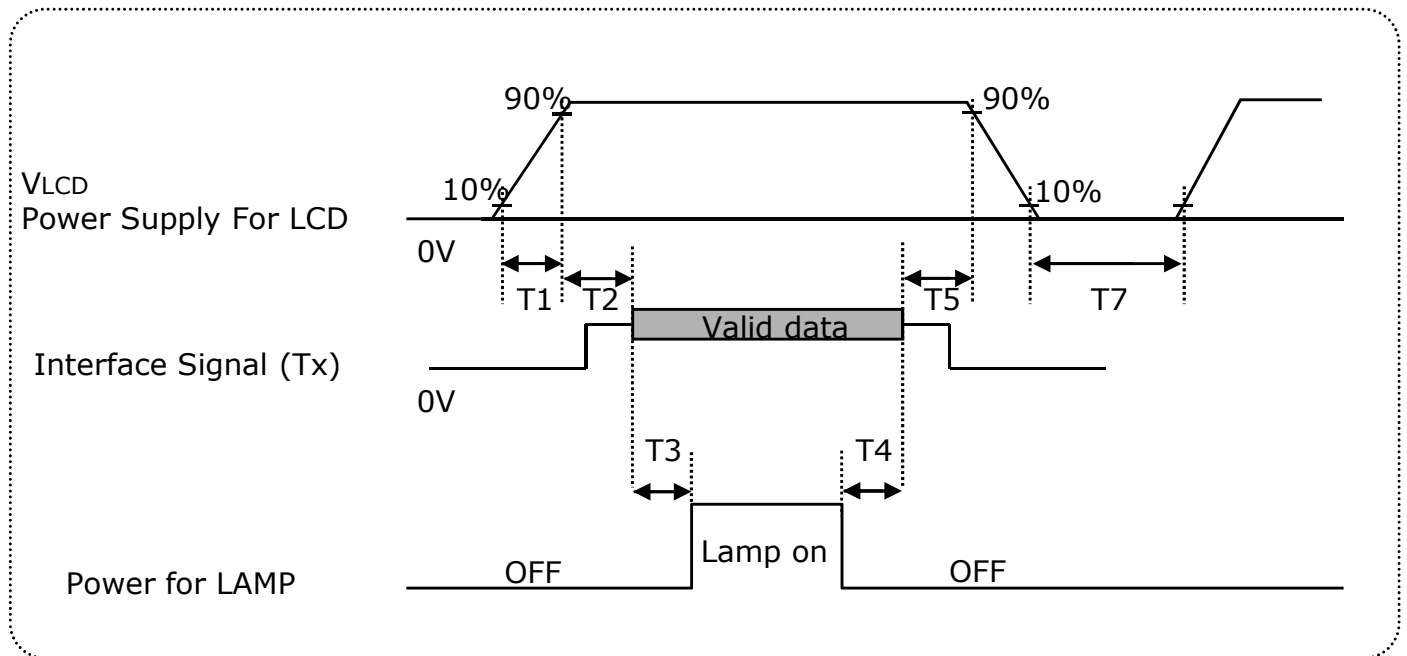 90%
90%
VLCD
10%
10%
Power Supply For LCD
0V
T1
T2
T5
T7
Valid data
Interface Signal (Tx)
0V
T3
T4
Lamp on
OFF
OFF
Power for LAMP